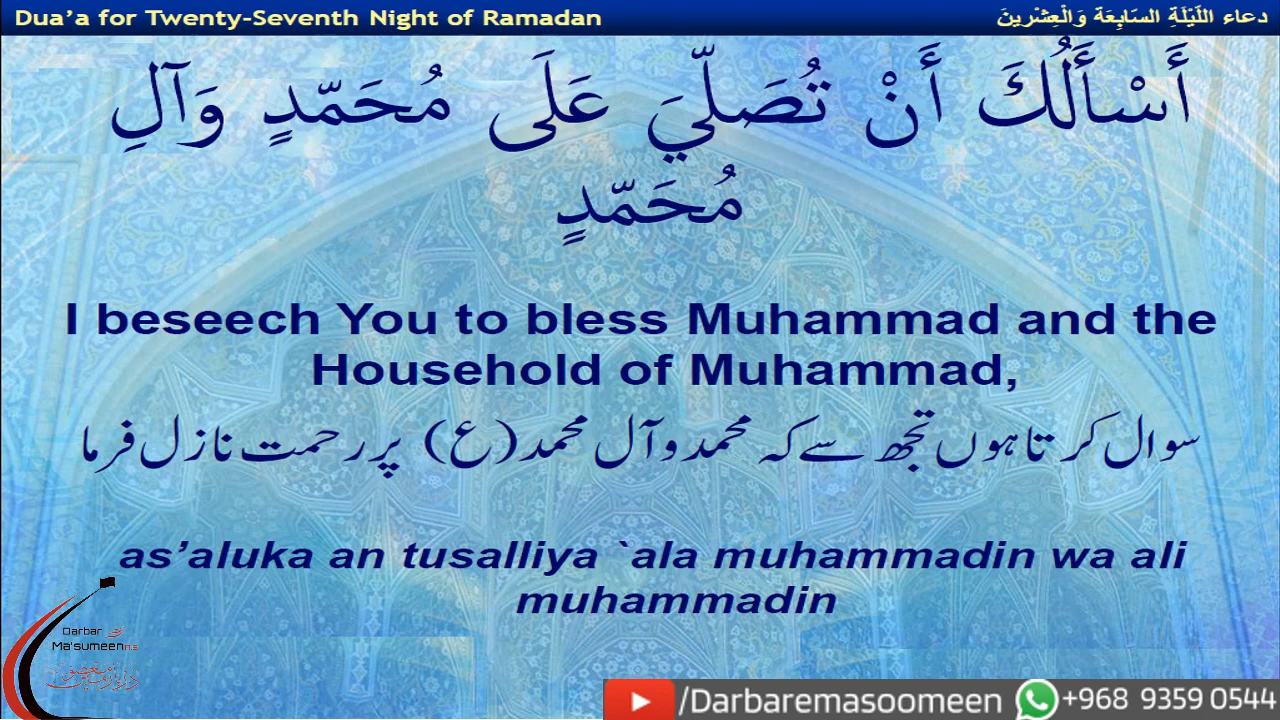 Dua’a for Twenty-Seventh Night of Ramadan
دعاء اللَّيْلَةِ السَّابِعَة وَالْعِشْرينَ
أَسْأَلُكَ أَنْ تُصَلّيَ عَلَى مُحَمّدٍ وَآلِ
مُحَمّدٍ
I beseech You to bless Muhammad and the
Household of Muhammad,
سوال کرتا ہوں تجھ سے کہ محمد و آل محمد (ع) پر رحمت نازل فرما
as’aluka an tusalliya `ala muhammadin wa ali
muhammadin
Darbar
Ma'sumeen A.S
/Darbaremasoomeen
+968 9359 0544